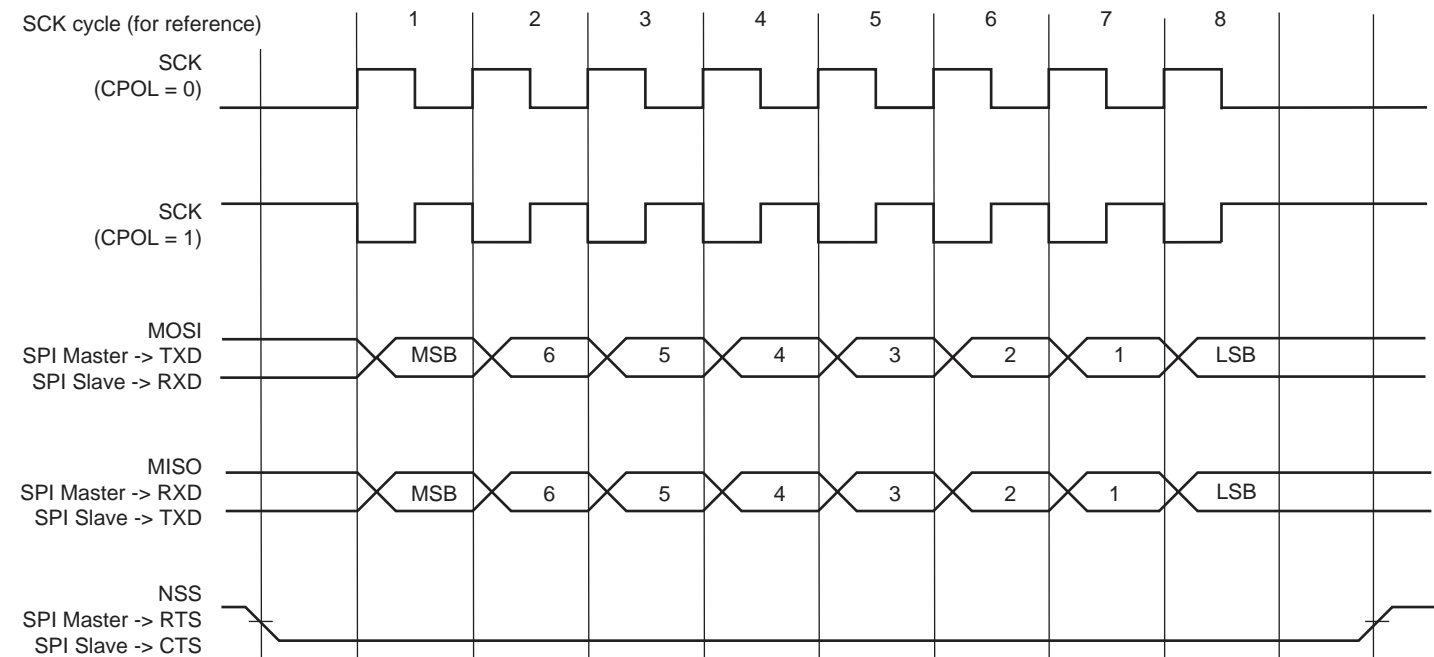 SCK cycle (for reference) 1 2 3 4 5 6 7 8
SCK
(CPOL = 0)
SCK
(CPOL = 1)
MOSI
SPI Master -> TXD
SPI Slave -> RXD
MSB 6 5 4 3 2 1 LSB
MISO
SPI Master -> RXD
SPI Slave -> TXD
MSB 6 5 4 3 2 1 LSB
NSS
SPI Master -> RTS
SPI Slave -> CTS